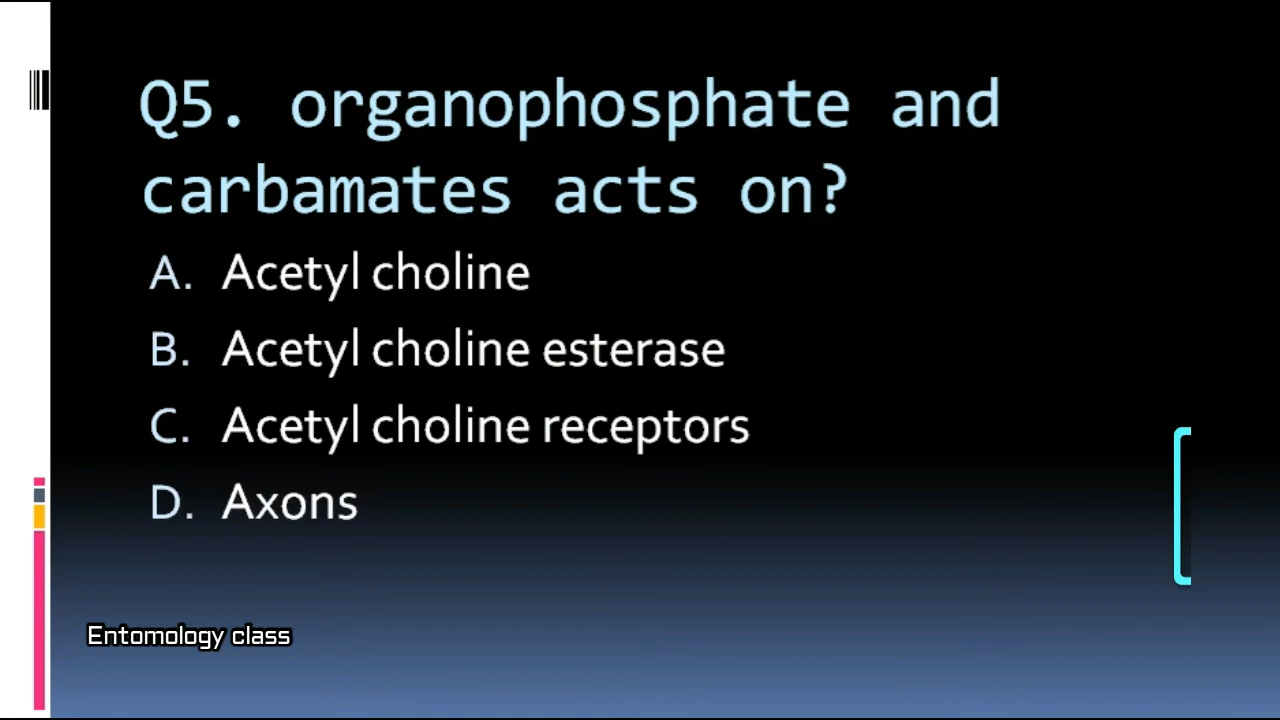 Q5. organophosphate and
carbamates acts on?
A. Acetyl choline
B. Acetyl choline esterase
C. Acetyl choline receptors
D. Axons
Entomology class